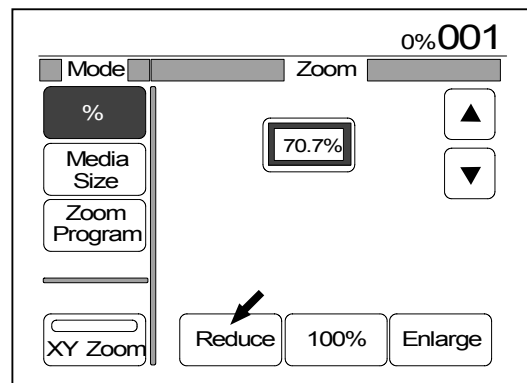 0%001
Mode Zoom
%
70.7%
Media
Size
Zoom
Program
XY Zoom
Reduce 100% Enlarge